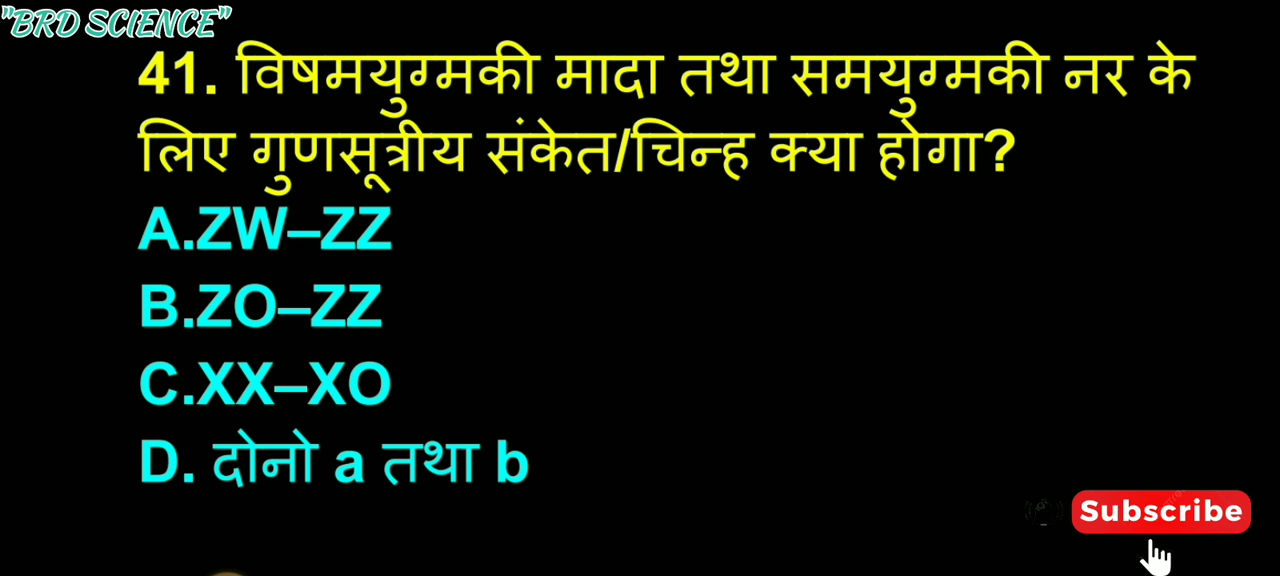 "BRD SCIENCE"
41. विषमयुग्मकी मादा तथा समयुग्मकी नर के
लिए गुणसूत्रीय संकेत/चिन्ह क्या होगा?
A.ZW–ZZ
B.ZO–ZZ
C.XX–XO
D. दोनो a तथा b
Subscribe